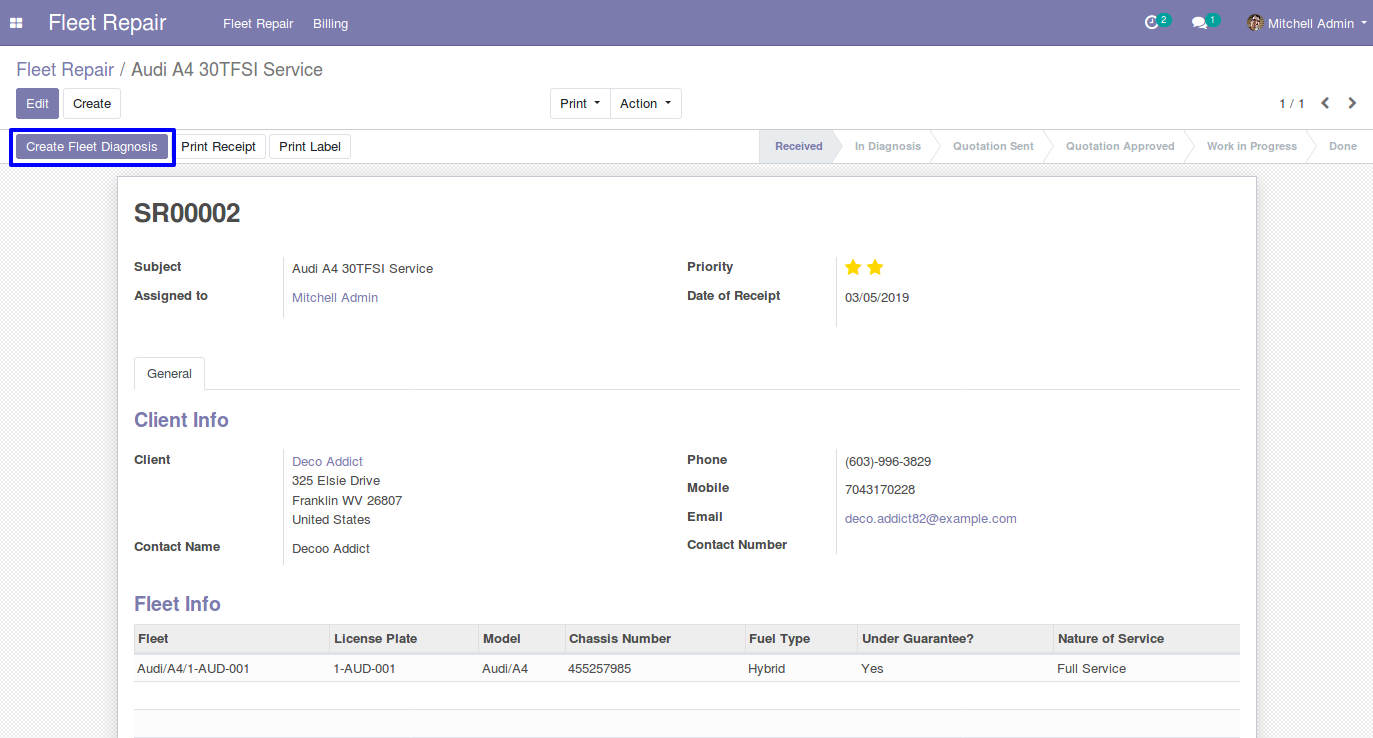 Fleet Repair Fleet Repair Billing 2 1 Mitchell Admin
Fleet Repair / Audi A4 30TFSI Service
Edit Create Print Action 1 / 1
Create Fleet Diagnosis Print Receipt Print Label Received In Diagnosis Quotation Sent Quotation Approved Work in Progress Done
SR00002
Subject Audi A4 30TFSI Service Priority
Assigned to Mitchell Admin Date of Receipt 03/05/2019
General
Client Info
Client Deco Addict Phone (603)-996-3829
325 Elsie Drive
Mobile 7043170228
Franklin WV 26807
United States Email deco.addict82@example.com
Contact Name Decoo Addict Contact Number
Fleet Info
Fleet License Plate Model Chassis Number Fuel Type Under Guarantee? Nature of Service
Audi/A4/1-AUD-001 1-AUD-001 Audi/A4 455257985 Hybrid Yes Full Service